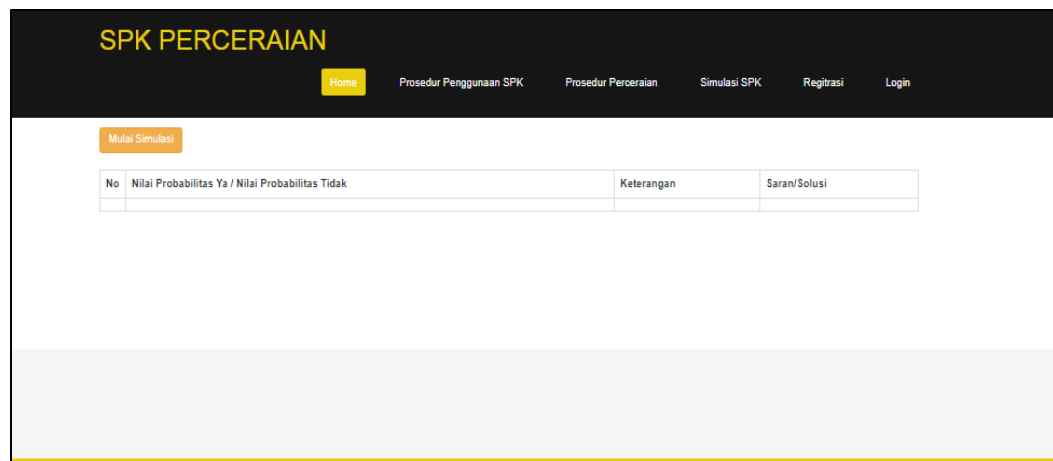 SPK PERCERAIAN
Home Prosedur Penggunaan SPK Prosedur Perceraian Simulasi SPK Regitrasi Login
Mulai Simulasi
No Nilai Probabilitas Ya / Nilai Probabilitas Tidak Keterangan Saran/Solusi